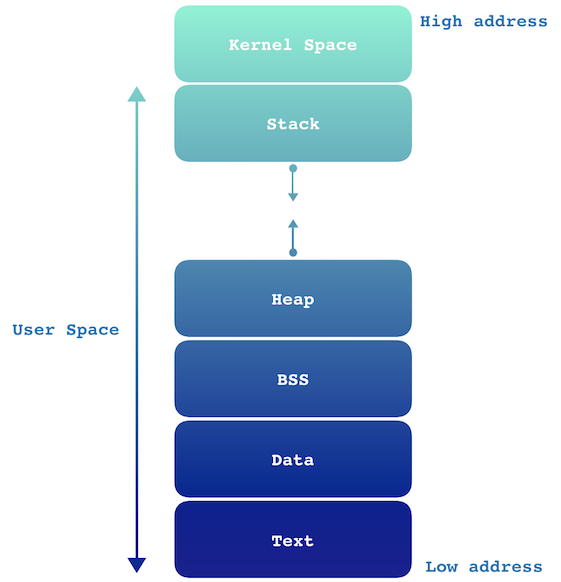 High address
Kernel Space
Stack
Heap
User Space
BSS
Data
Text
Low address